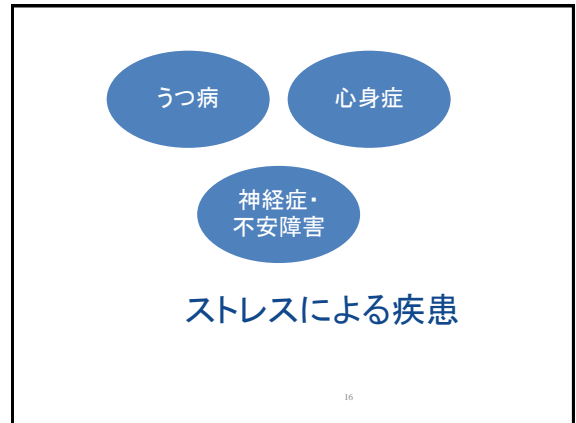 うつ病
心身症
神経症・
不安障害
ストレスによる疾患
16